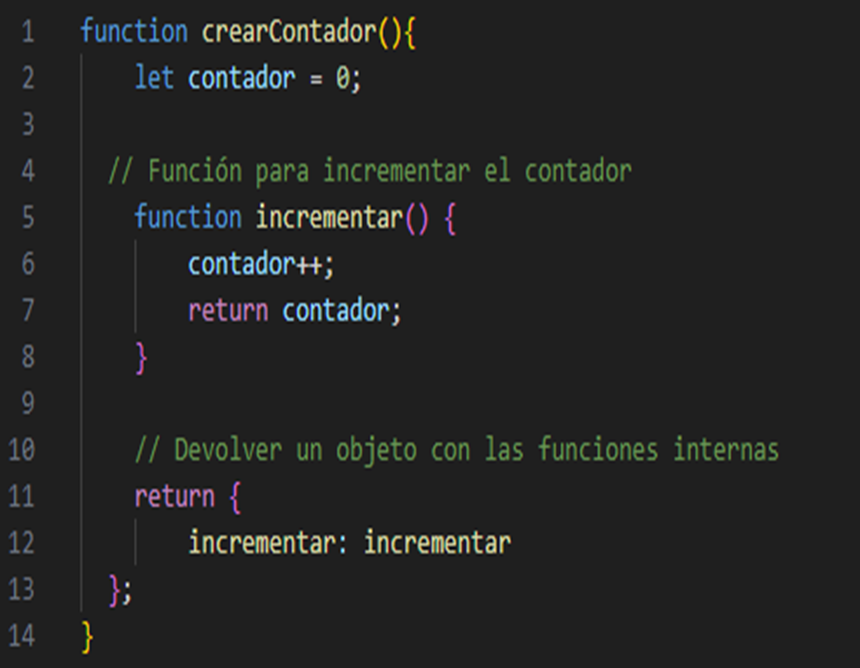 1 function crearContador(){
2 let contador = 0;
3
4 // Función para incrementar el contador
5 function incrementar() {
6 contador++;
7 return contador;
8 }
9
10 // Devolver un objeto con las funciones internas
11 return {
12 incrementar: incrementar
13 };
14 }